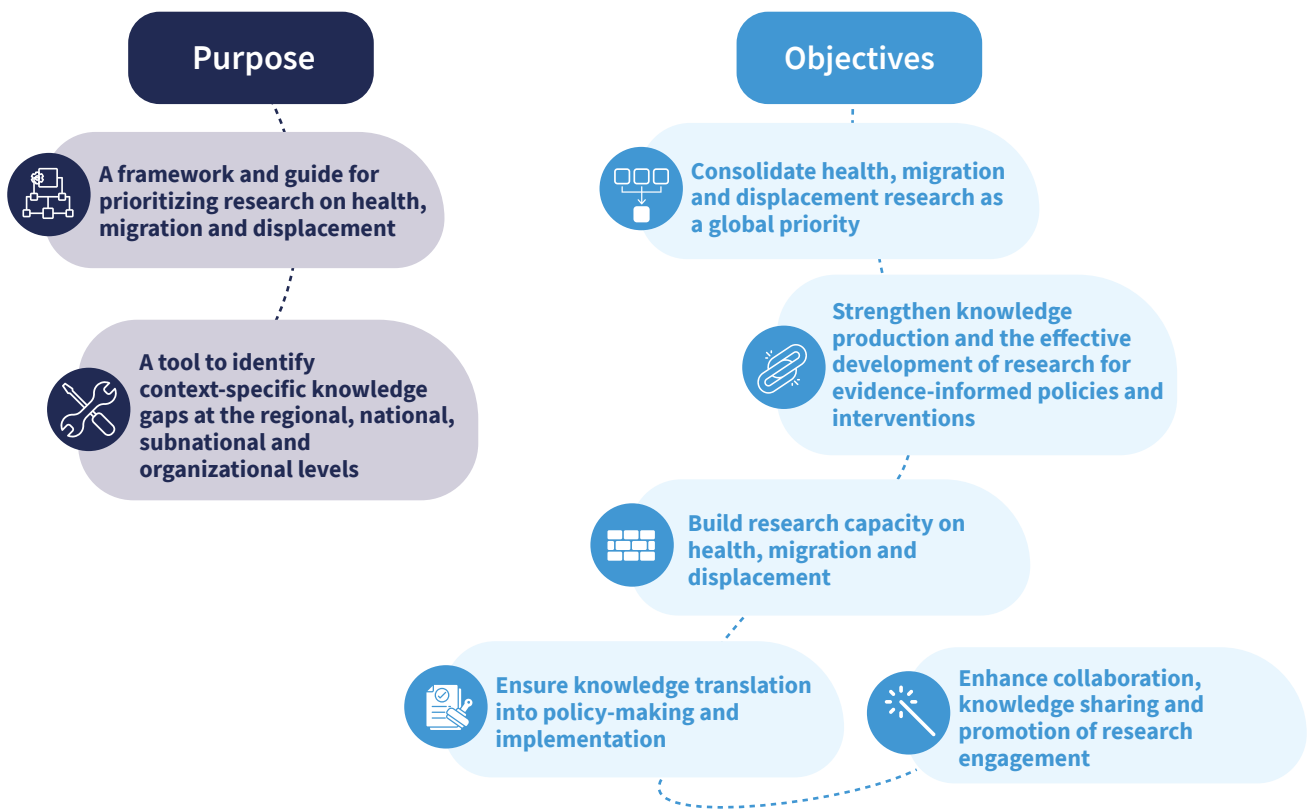 Purpose
A framework and guide for
prioritizing research on health,
migration and displacement
A tool to identify
context-specific knowledge
gaps at the regional, national,
subnational and
organizational levels
Objectives
Consolidate health, migration
and displacement research as
a global priority
Strengthen knowledge
production and the effective
development of research for
evidence-informed policies and
interventions
Build research capacity on
health, migration and
displacement
Ensure knowledge translation
into policy-making and
implementation
Enhance collaboration,
knowledge sharing and
promotion of research
engagement